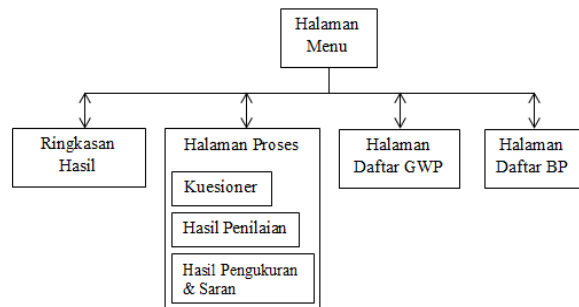 Halaman
Menu
Ringkasan
Hasil
Halaman Proses
Kuesioner
Hasil Penilaian
Hasil Pengukuran
& Saran
Halaman
Daftar GWP
Halaman
Daftar BP